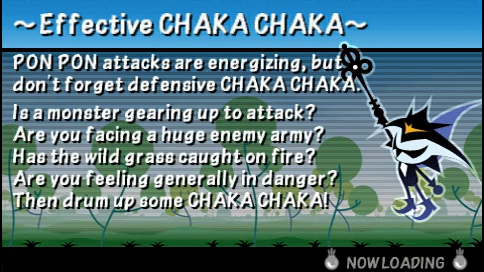 ～Effective CHAKA CHAKA～
PON PON attacks are energizing, but
don't forget defensive CHAKA CHAKA.
Is a monster gearing up to attack?
Are you facing a huge enemy army?
Has the wild grass caught on fire?
Are you feeling generally in danger?
Then drum up some CHAKA CHAKA!
NOW LOADING